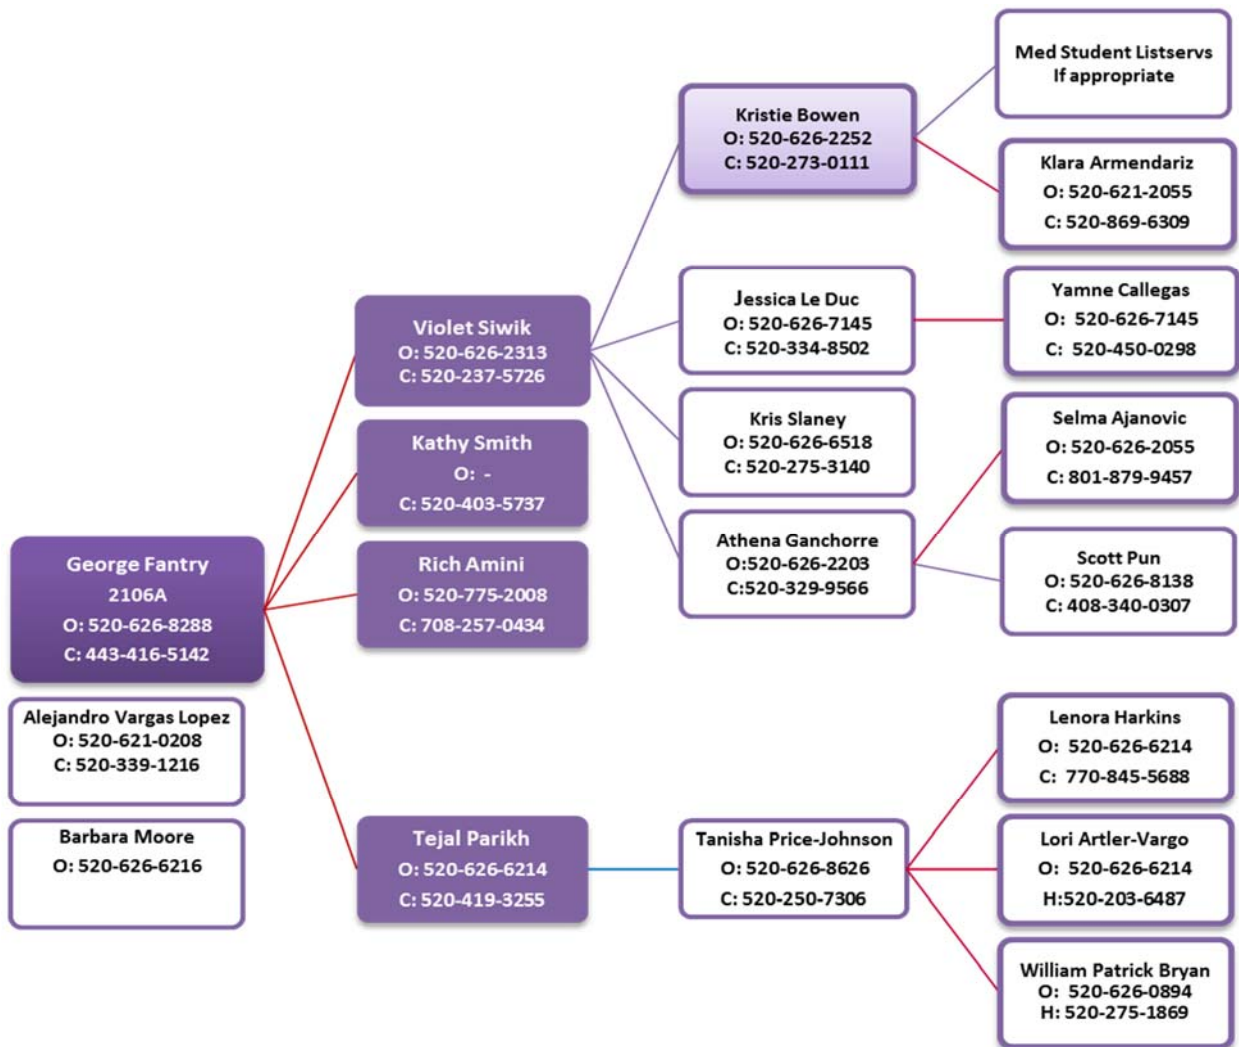 George Fantry
2106A
O: 520-626-8288
C: 443-416-5142
Alejandro Vargas Lopez
O: 520-621-0208
C: 520-339-1216
Barbara Moore
O: 520-626-6216
Violet Siwik
O: 520-626-2313
C: 520-237-5726
Kathy Smith
O: -
C: 520-403-5737
Rich Amini
O: 520-775-2008
C: 708-257-0434
Tejal Parikh
O: 520-626-6214
C: 520-419-3255
Kristie Bowen
O: 520-626-2252
C: 520-273-0111
Jessica Le Duc
O: 520-626-7145
C: 520-334-8502
Kris Slaney
O: 520-626-6518
C: 520-275-3140
Athena Ganchorre
O:520-626-2203
C:520-329-9566
Tanisha Price-Johnson
O: 520-626-8626
C: 520-250-7306
Med Student Listservs
If appropriate
Klara Armendariz
O: 520-621-2055
C: 520-869-6309
Yamne Callegas
O: 520-626-7145
C: 520-450-0298
Selma Ajanovic
O: 520-626-2055
C: 801-879-9457
Scott Pun
O: 520-626-8138
C: 408-340-0307
Lenora Harkins
O: 520-626-6214
C: 770-845-5688
Lori Artler-Vargo
O: 520-626-6214
H:520-203-6487
William Patrick Bryan
O: 520-626-0894
H: 520-275-1869